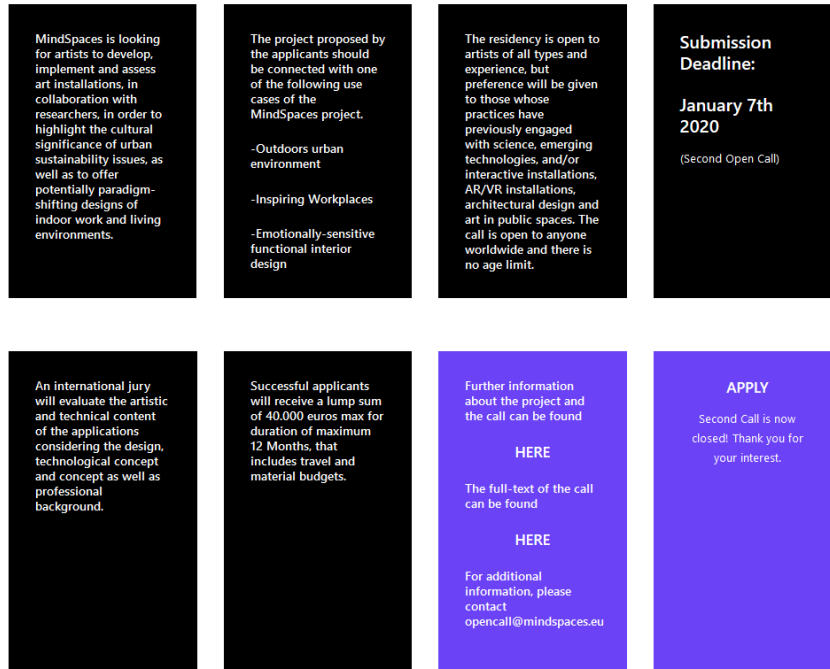 MindSpaces is looking
for artists to develop,
implement and assess
art installations, in
collaboration with
researchers, in order to
highlight the cultural
significance of urban
sustainability issues, as
well as to offer
potentially paradigm-
shifting designs of
indoor work and living
environments.
The project proposed by
the applicants should
be connected with one
of the following use
cases of the
MindSpaces project.
-Outdoors urban
environment
-Inspiring Workplaces
-Emotionally-sensitive
functional interior
design
The residency is open to
artists of all types and
experience, but
preference will be given
to those whose
practices have
previously engaged
with science, emerging
technologies, and/or
interactive installations,
AR/VR installations,
architectural design and
art in public spaces. The
call is open to anyone
worldwide and there is
no age limit.
Submission
Deadline:
January 7th
2020
(Second Open Call)
An international jury
will evaluate the artistic
and technical content
of the applications
considering the design,
technological concept
and concept as well as
professional
background.
Successful applicants
will receive a lump sum
of 40.000 euros max for
duration of maximum
12 Months, that
includes travel and
material budgets.
Further information
about the project and
the call can be found
HERE
The full-text of the call
can be found
HERE
For additional
information, please
contact
opencall@mindspaces.eu
APPLY
Second Call is now
closed! Thank you for
your interest.